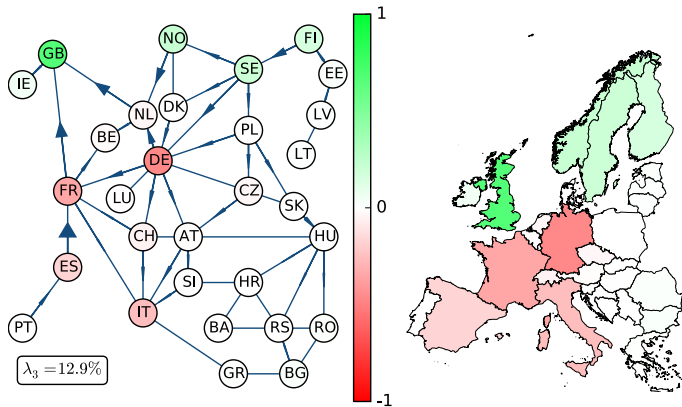 1
NO
FI
GB
SE
EE
IE
DK
NL
LV
BE
PL
DE
LT
FR
LU
CZ
SK
0
CH
AT
HU
ES
SI
HR
IT
PT
BA
RS
RO
GR
BG
λ₃ =12.9%
-1